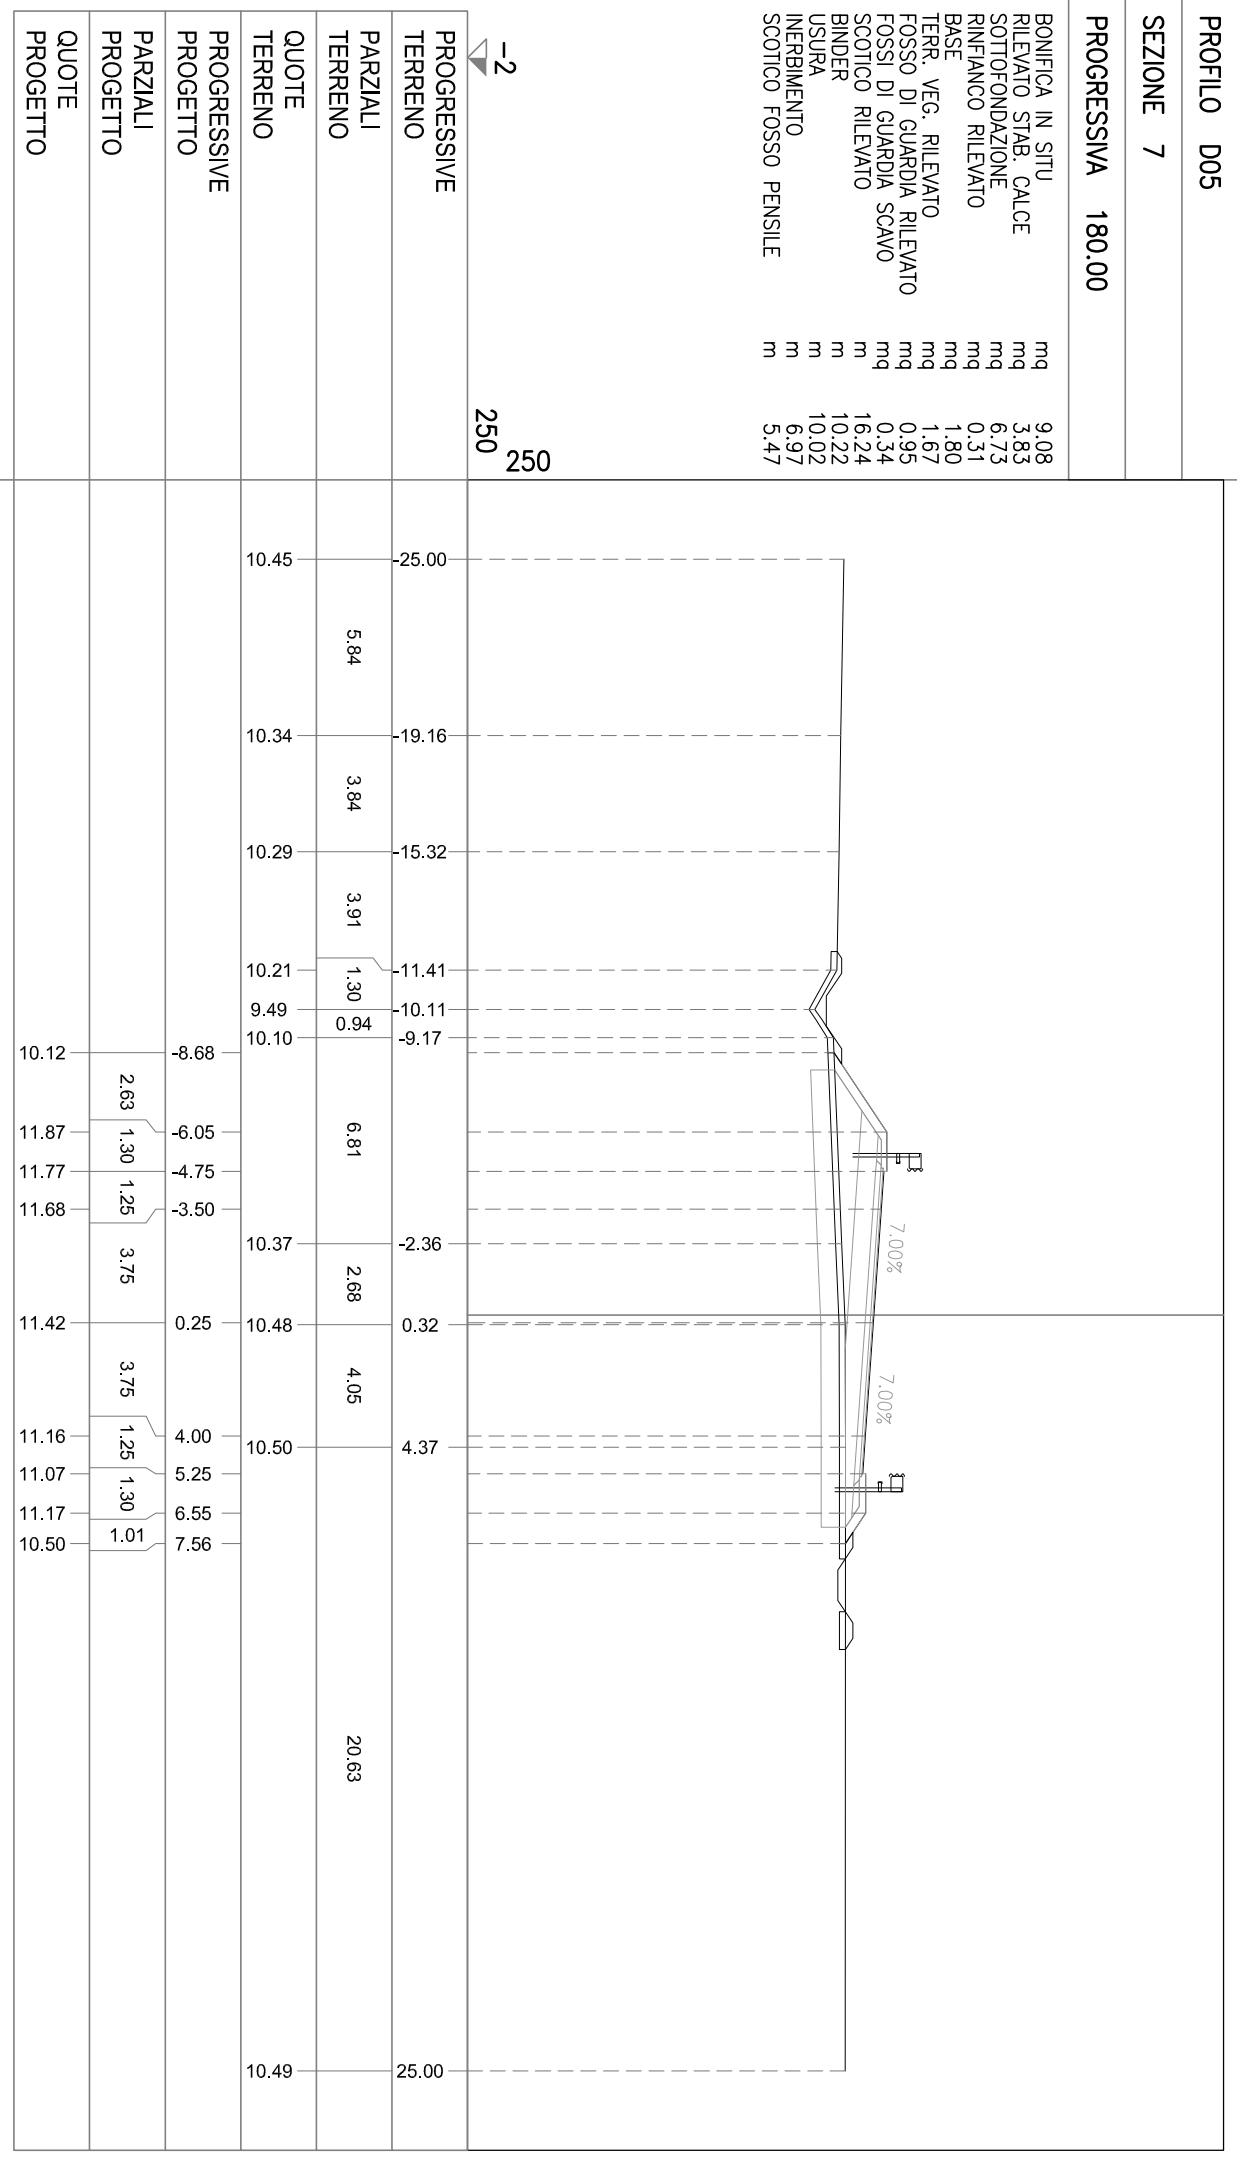 PROFILO D05
SEZIONE 7
PROGRESSIVA 180.00
BONIFICA IN SITU mq 9.08
RILEVATO STAB. CALCE mq 3.83
SOTTOFONDAZIONE mq 6.73
RINFIANCO RILEVATO mq 0.31
BASE mq 1.80
TERR. VEG. RILEVATO mq 1.67
FOSSO DI GUARDIA RILEVATO mq 0.95
FOSSI DI GUARDIA SCAVO mq 0.34
SCOTICO RILEVATO m 16.24
BINDER m 10.22
USURA m 10.02
INERBIMENTO m 6.97
SCOTICO FOSSO PENSILE m 5.47
7.00%
7.00%
250
-2
250
PROGRESSIVE
TERRENO
-25.00 -19.16 -15.32 -11.41 -10.11 -9.17 -2.36 0.32 4.37 25.00
PARZIALI
TERRENO
5.84 3.84 3.91 1.30 0.94 6.81 2.68 4.05 20.63
QUOTE
TERRENO
10.45 10.34 10.29 10.21 9.49 10.10 10.37 10.48 10.50 10.49
PROGRESSIVE
PROGETTO
-8.68 -6.05 -4.75 -3.50 0.25 4.00 5.25 6.55 7.56
PARZIALI
PROGETTO
2.63 1.30 1.25 3.75 3.75 1.25 1.30 1.01
QUOTE
PROGETTO
10.12 11.87 11.77 11.68 11.42 11.16 11.07 11.17 10.50